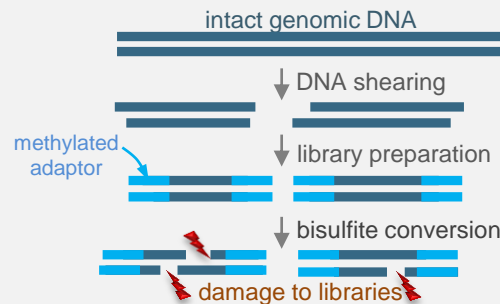 intact genomic DNA
DNA shearing
methylated
adaptor
library preparation
bisulfite conversion
damage to libraries